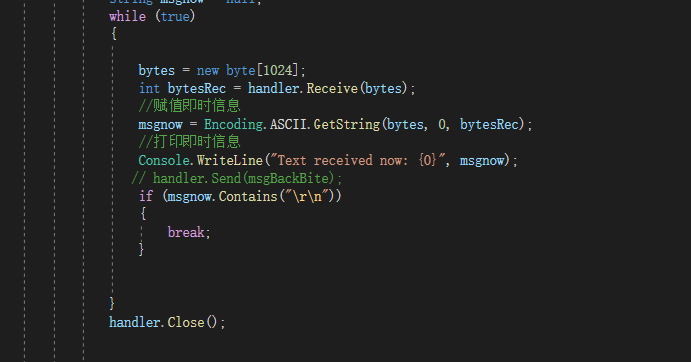 string msgnow = null;
while (true)
{
bytes = new byte[1024];
int bytesRec = handler.Receive(bytes);
//赋值即时信息
msgnow = Encoding.ASCII.GetString(bytes, 0, bytesRec);
//打印即时信息
Console.WriteLine("Text received now: {0}", msgnow);
// handler.Send(msgBackBite);
if (msgnow.Contains("\r\n"))
{
break;
}
}
handler.Close();